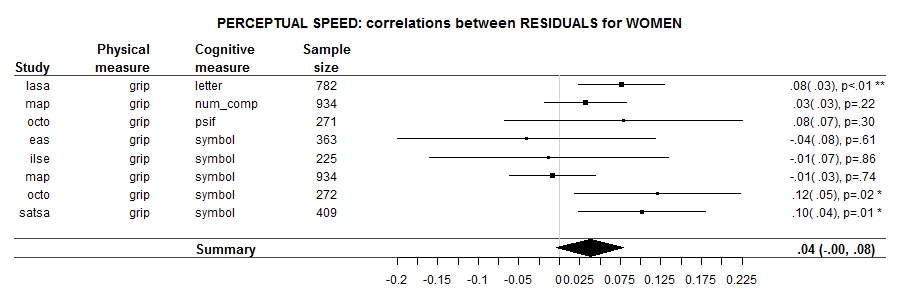 PERCEPTUAL SPEED: correlations between RESIDUALS for WOMEN
Physical Cognitive Sample
Study measure measure size
lasa grip letter 782 .08( .03), p<.01 **
map grip num_comp 934 .03( .03), p=.22
octo grip psif 271 .08( .07), p=.30
eas grip symbol 363 -.04( .08), p=.61
ilse grip symbol 225 -.01( .07), p=.86
map grip symbol 934 -.01( .03), p=.74
octo grip symbol 272 .12( .05), p=.02 *
satsa grip symbol 409 .10( .04), p=.01 *
Summary .04 (-.00, .08)
-0.2 -0.15 -0.1 -0.05 0 0.025 0.075 0.125 0.175 0.225